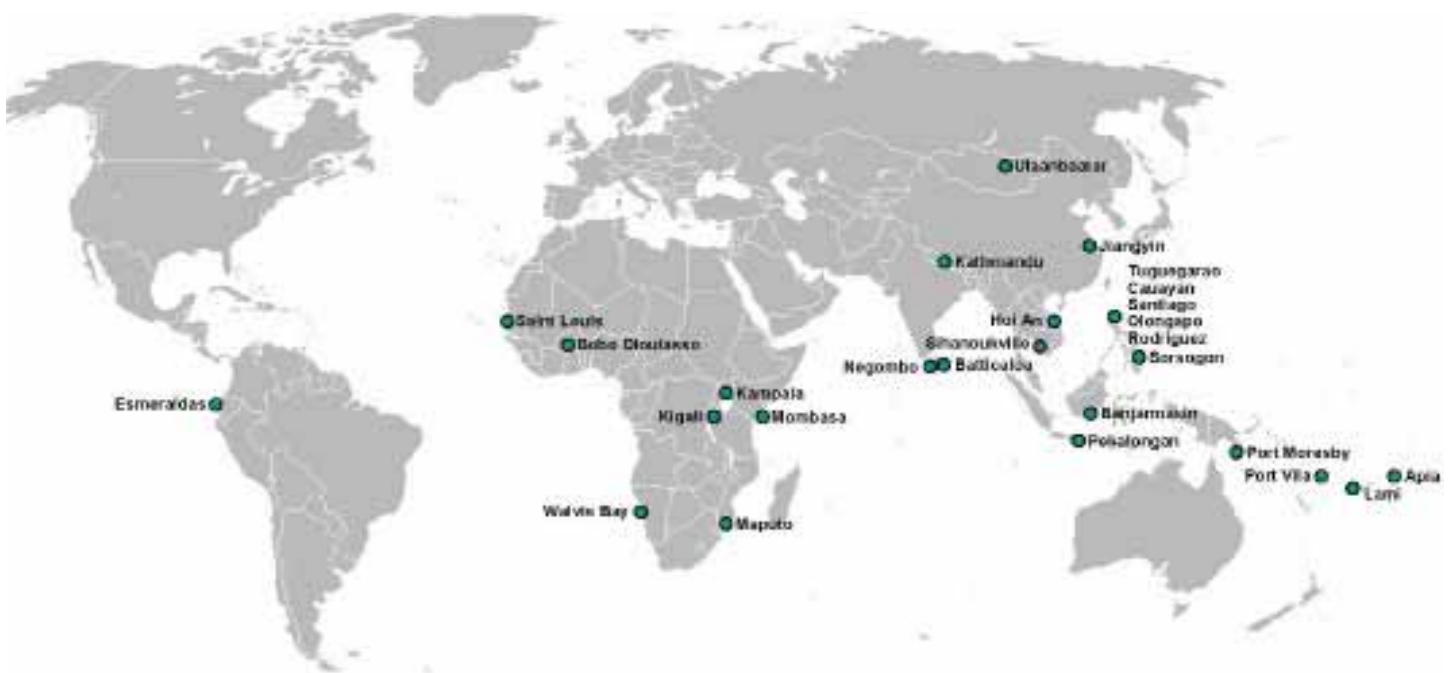 Ulaanbaatar
Jiangyin
Kathmandu
Tuguegarao
Cauayan
Santiago
Olongapo
Rodriguez
Saint Louis
Hoi An
Bobo Dioulasso
Sihanoukville
Sorsogon
Negombo
Batticaloa
Kampala
Esmeraldas
Kigali
Mombasa
Banjarmasin
Pekalongan
Port Moresby
Port Vila
Apia
Lami
Walvis Bay
Maputo